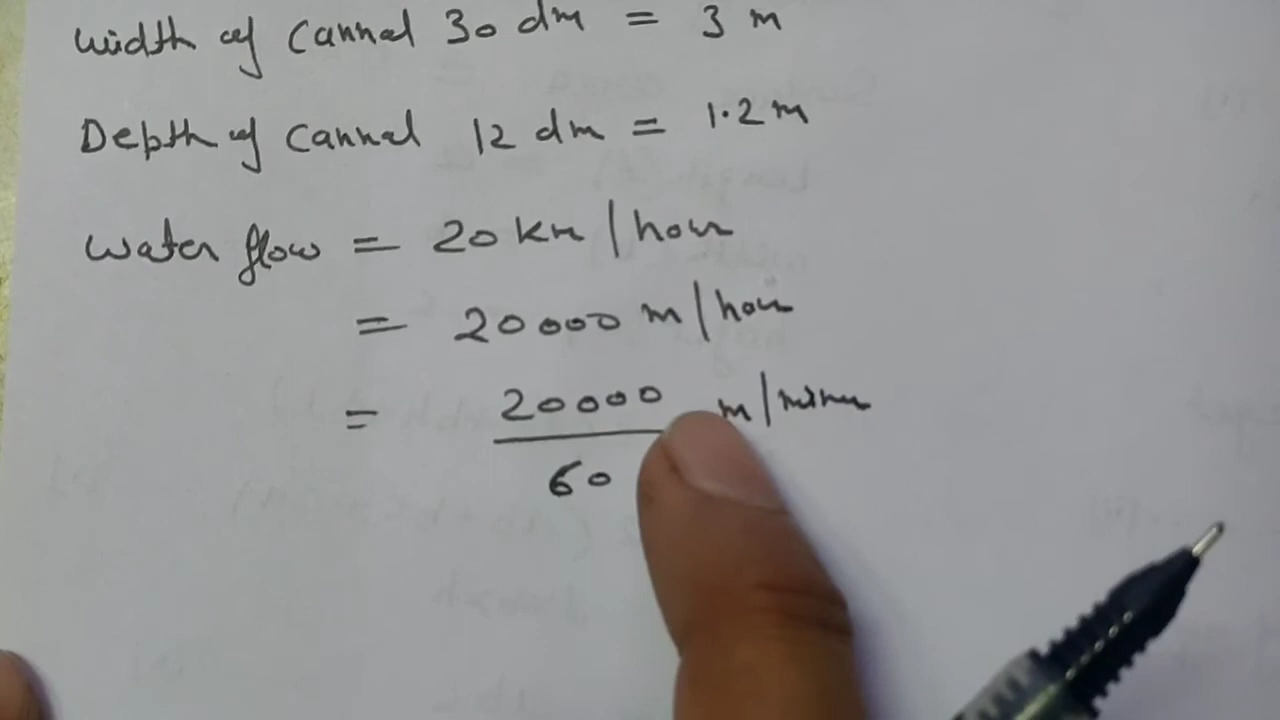 Width of Cannal 30 dm = 3 m
Depth of Cannal 12 dm = 1.2 m
Water flow = 20 km/hour
= 20000 m/hour
= 20000 m/minu
60